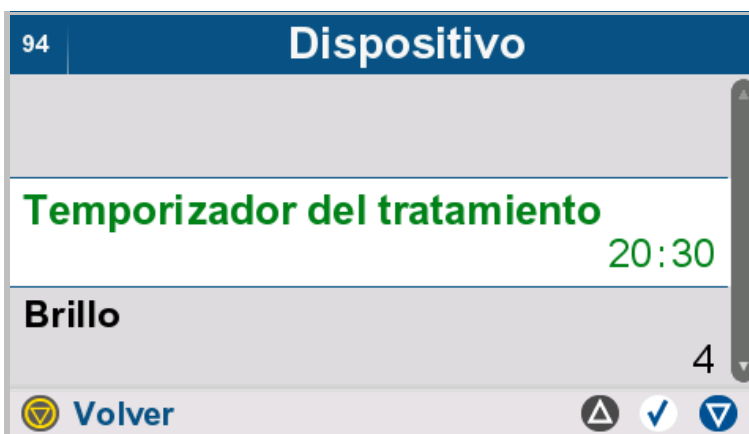 94
Dispositivo
Temporizador del tratamiento
20:30
Brillo
4
Volver